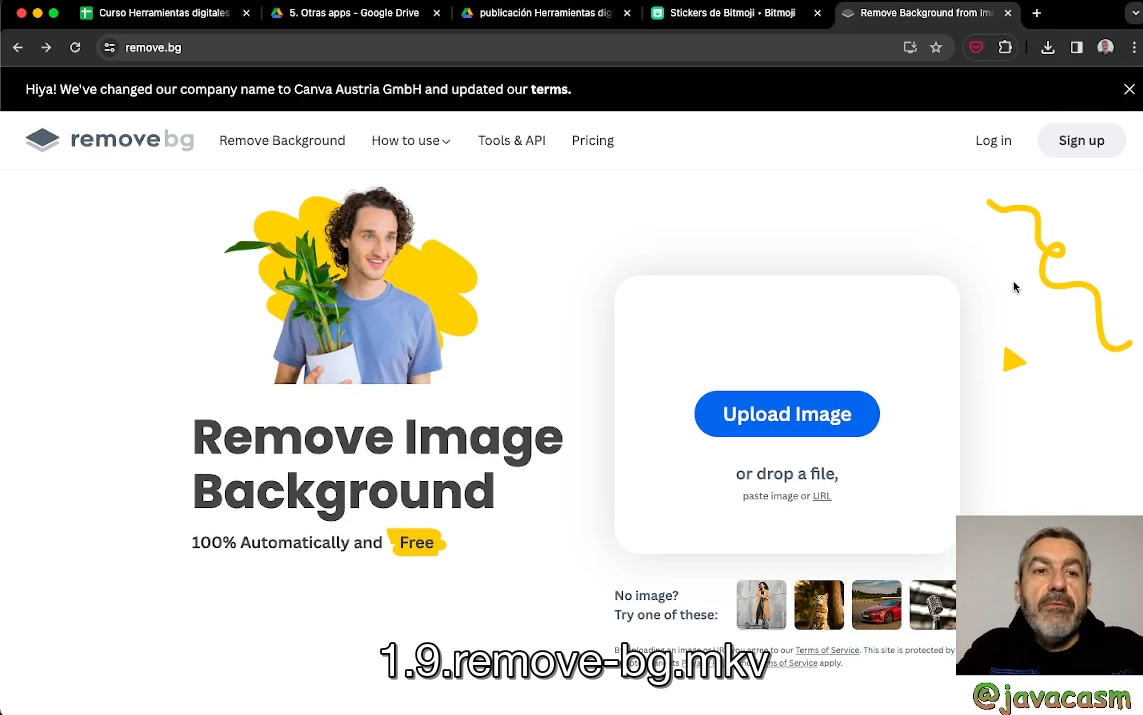 Curso Herramientas digitales
5. Otras apps - Google Drive
publicación Herramientas dig
Stickers de Bitmoji • Bitmoji
Remove Background from Im
remove.bg
Hiya! We've changed our company name to Canva Austria GmbH and updated our terms.
removebg
Remove Background
How to use
Tools & API
Pricing
Log in
Sign up
Remove Image
Background
100% Automatically and Free
Upload Image
or drop a file,
paste image or URL
No image?
Try one of these:
By uploading an image or URL you agree to our Terms of Service. This site is protected by
Terms of Service apply.
1.9.remove-bg.mkv
@javacasm